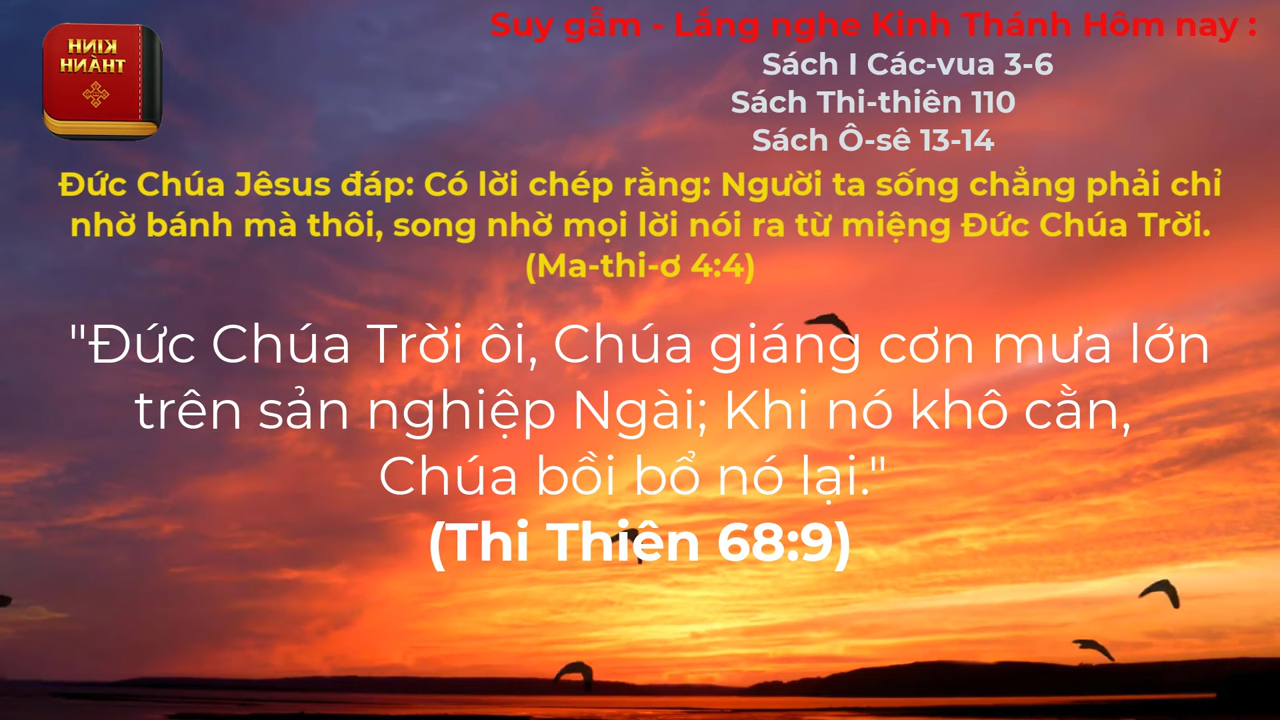 KINH
THÁNH
Suy gẫm - Lắng nghe Kinh Thánh Hôm nay :
Sách I Các-vua 3-6
Sách Thi-thiên 110
Sách Ô-sê 13-14
Đức Chúa Jêsus đáp: Có lời chép rằng: Người ta sống chẳng phải chỉ
nhờ bánh mà thôi, song nhờ mọi lời nói ra từ miệng Đức Chúa Trời.
(Ma-thi-ơ 4:4)
"Đức Chúa Trời ôi, Chúa giáng cơn mưa lớn
trên sản nghiệp Ngài; Khi nó khô cằn,
Chúa bồi bổ nó lại."
(Thi Thiên 68:9)